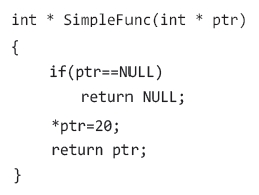 int * SimpleFunc(int * ptr)
{
if(ptr==NULL)
return NULL;
*ptr=20;
return ptr;
}